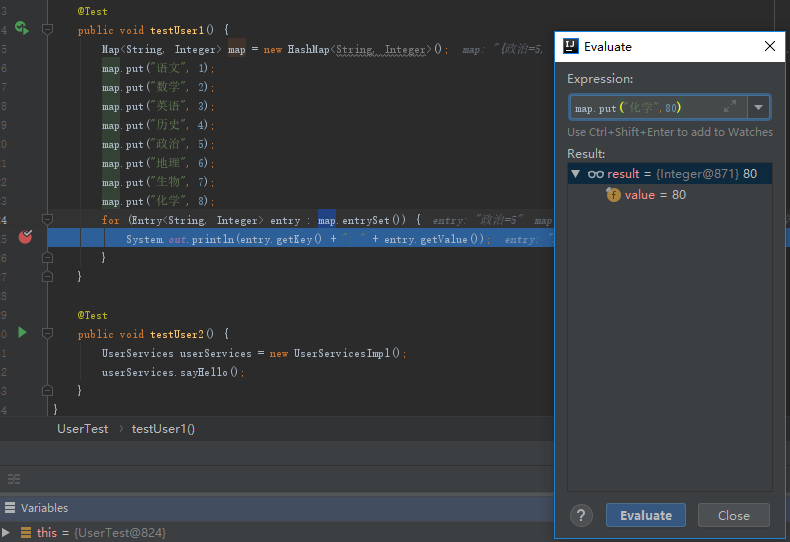 3 @Test
4 public void testUser1() {
5 Map<String, Integer> map = new HashMap<String, Integer>(); map: "{政治=5,
6 map.put("语文", 1);
7 map.put("数学", 2);
8 map.put("英语", 3);
9 map.put("历史", 4);
0 map.put("政治", 5);
1 map.put("地理", 6);
2 map.put("生物", 7);
3 map.put("化学", 8);
4 for (Entry<String, Integer> entry : map.entrySet()) { entry: "政治=5" map
5 System.out.println(entry.getKey() + ": " + entry.getValue()); entry: "
6 }
7 }
8
9 @Test
0 public void testUser2() {
1 UserServices userServices = new UserServicesImpl();
2 userServices.sayHello();
3 }
4 }
UserTest › testUser1()
Variables
this = {UserTest@824}
Evaluate
Expression:
map.put("化学",80)
Use Ctrl+Shift+Enter to add to Watches
Result:
result = {Integer@871} 80
f value = 80
? Evaluate Close